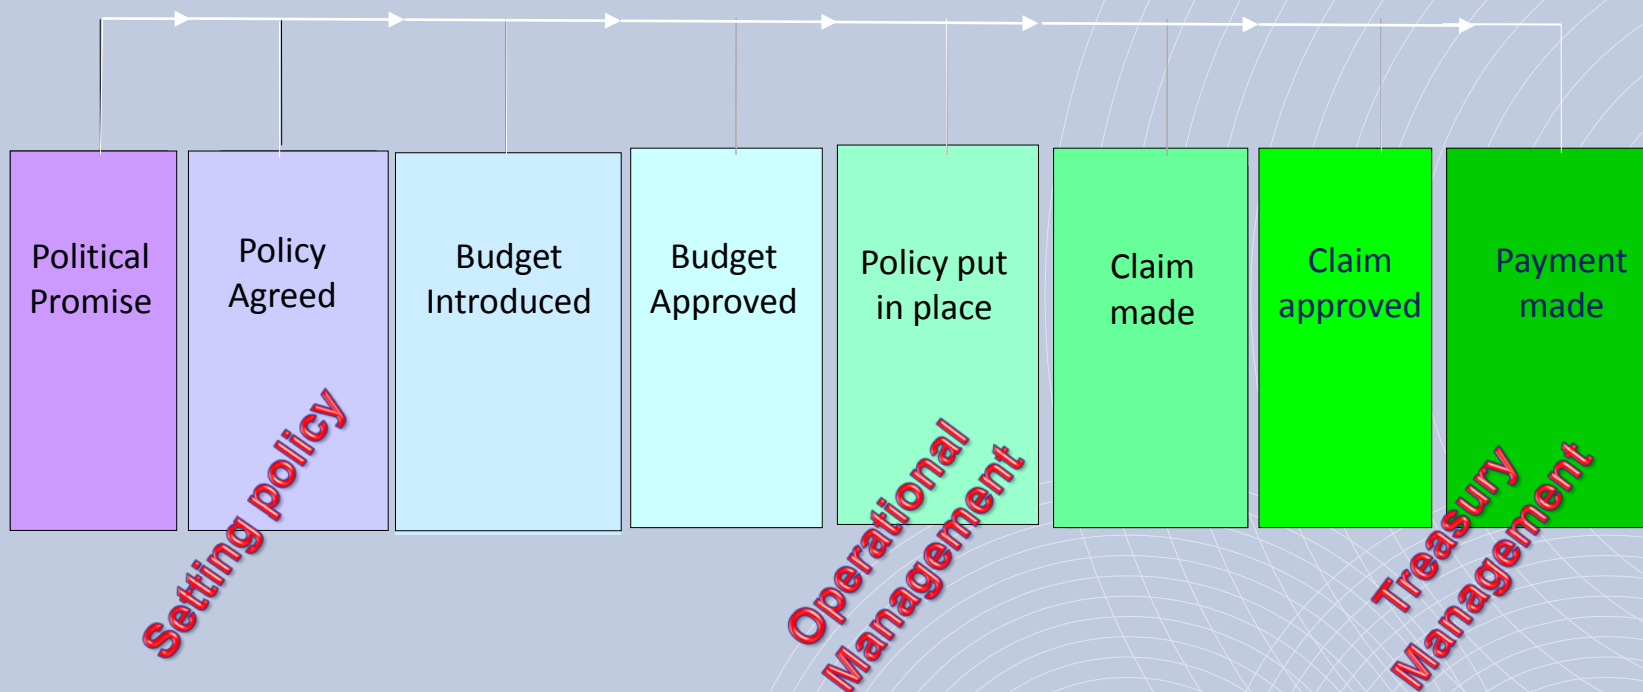 Political
Promise
Policy
Agreed
Budget
Introduced
Budget
Approved
Policy put
in place
Claim
made
Claim
approved
Payment
made
Setting policy
Operational
Management
Treasury
Management